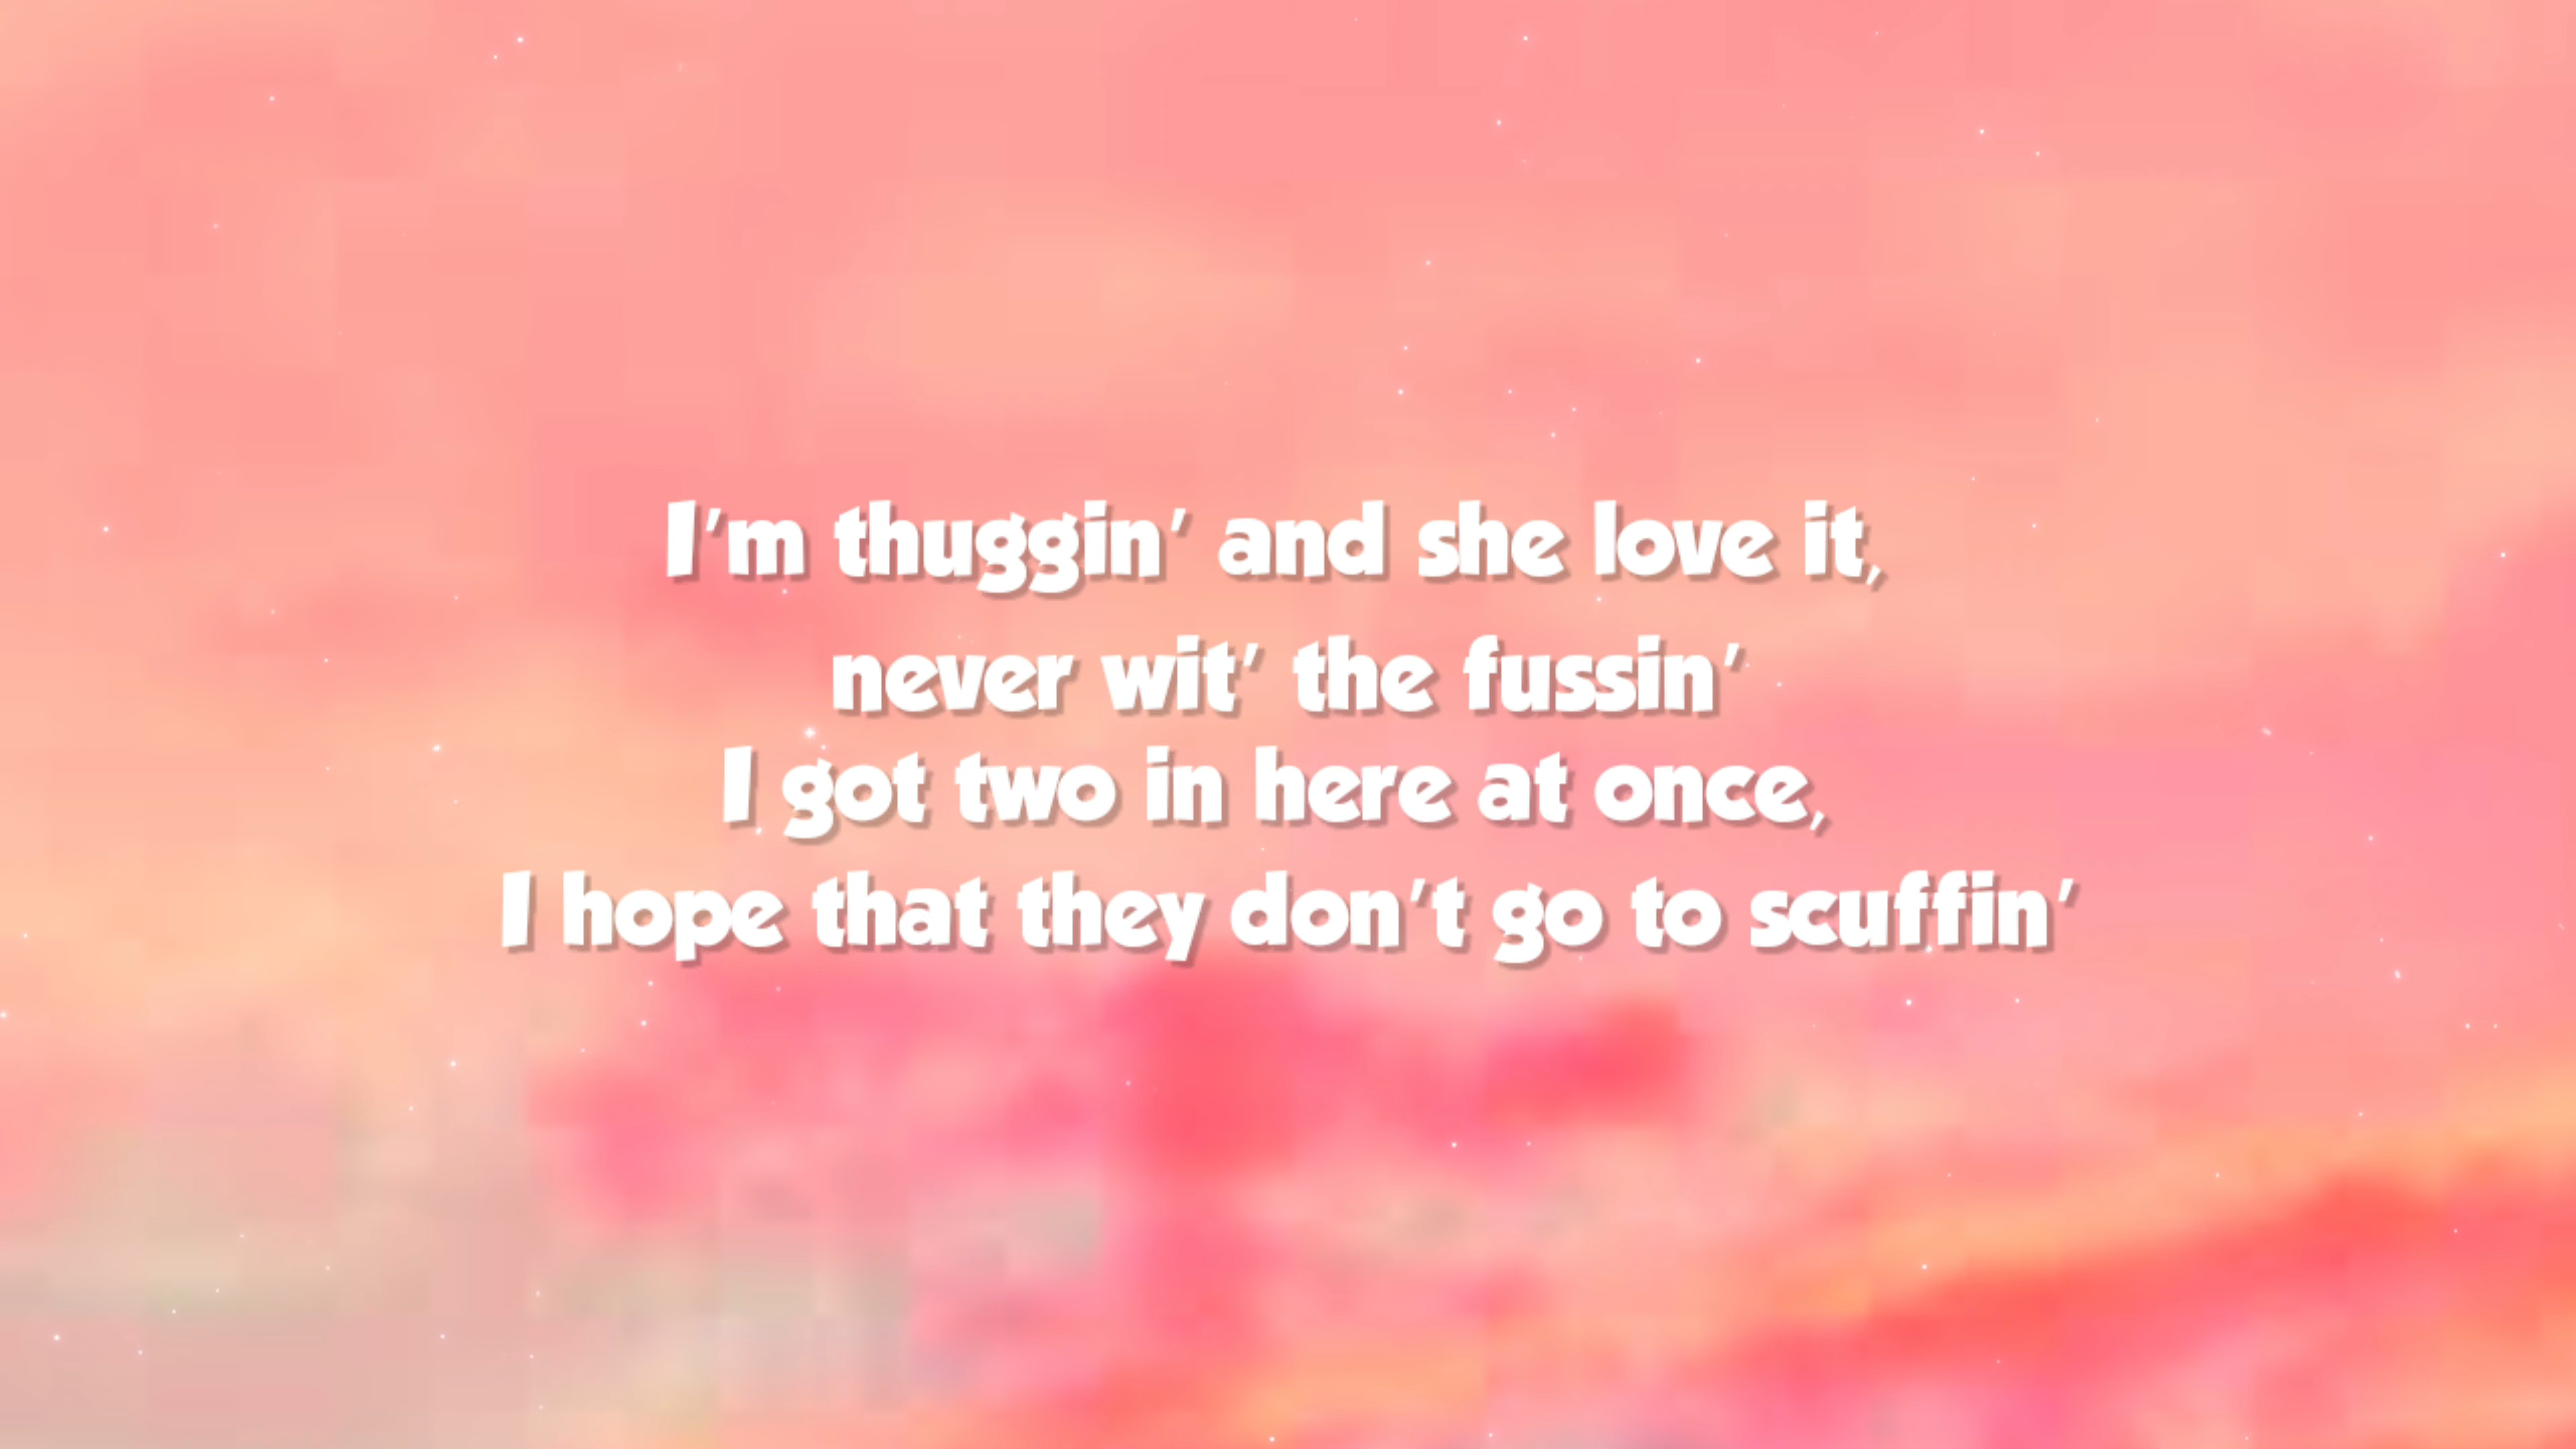 I'm thuggin' and she love it,
never wit' the fussin'
I got two in here at once,
I hope that they don't go to scuffin'